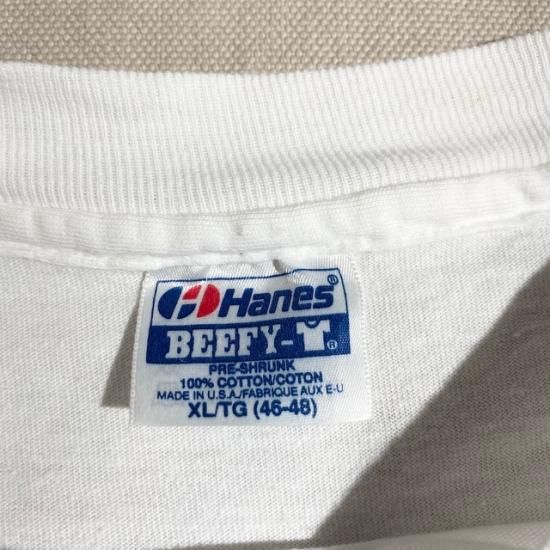 Hanes®
BEEFY-T®
PRE-SHRUNK
100% COTTON/COTON
MADE IN U.S.A./FABRIQUE AUX E-U
XL/TG (46-48)